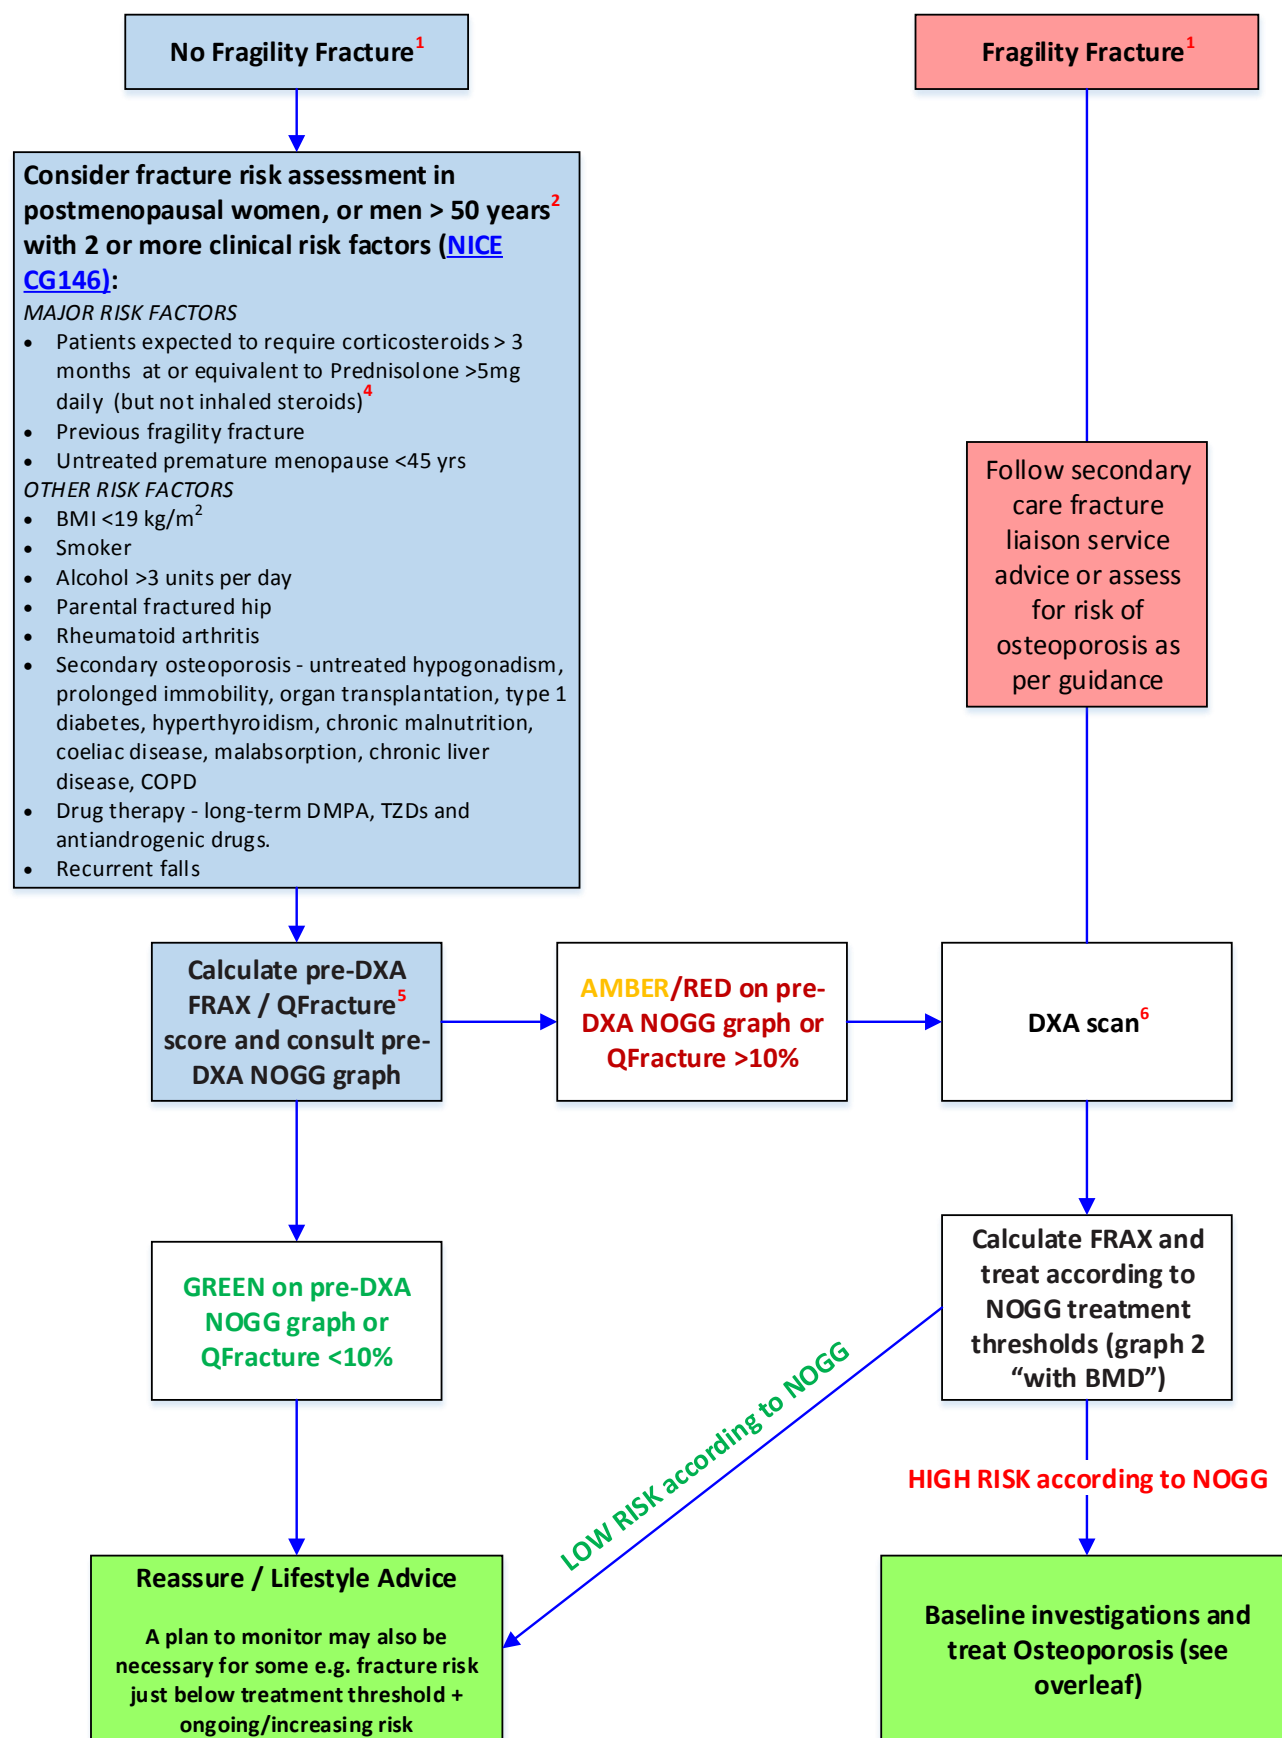 No Fragility Fracture1
Fragility Fracture1
Consider fracture risk assessment in
postmenopausal women, or men > 50 years2
with 2 or more clinical risk factors (NICE
CG146):
MAJOR RISK FACTORS
• Patients expected to require corticosteroids > 3
months at or equivalent to Prednisolone >5mg
daily (but not inhaled steroids)4
• Previous fragility fracture
• Untreated premature menopause <45 yrs
OTHER RISK FACTORS
• BMI <19 kg/m2
• Smoker
• Alcohol >3 units per day
• Parental fractured hip
• Rheumatoid arthritis
• Secondary osteoporosis - untreated hypogonadism,
prolonged immobility, organ transplantation, type 1
diabetes, hyperthyroidism, chronic malnutrition,
coeliac disease, malabsorption, chronic liver
disease, COPD
• Drug therapy - long-term DMPA, TZDs and
antiandrogenic drugs.
• Recurrent falls
Follow secondary
care fracture
liaison service
advice or assess
for risk of
osteoporosis as
per guidance
Calculate pre-DXA
FRAX / QFracture5
score and consult pre-
DXA NOGG graph
AMBER/RED on pre-
DXA NOGG graph or
QFracture >10%
DXA scan6
GREEN on pre-DXA
NOGG graph or
QFracture <10%
Calculate FRAX and
treat according to
NOGG treatment
thresholds (graph 2
“with BMD”)
LOW RISK according to NOGG
HIGH RISK according to NOGG
Reassure / Lifestyle Advice
A plan to monitor may also be
necessary for some e.g. fracture risk
just below treatment threshold +
ongoing/increasing risk
Baseline investigations and
treat Osteoporosis (see
overleaf)